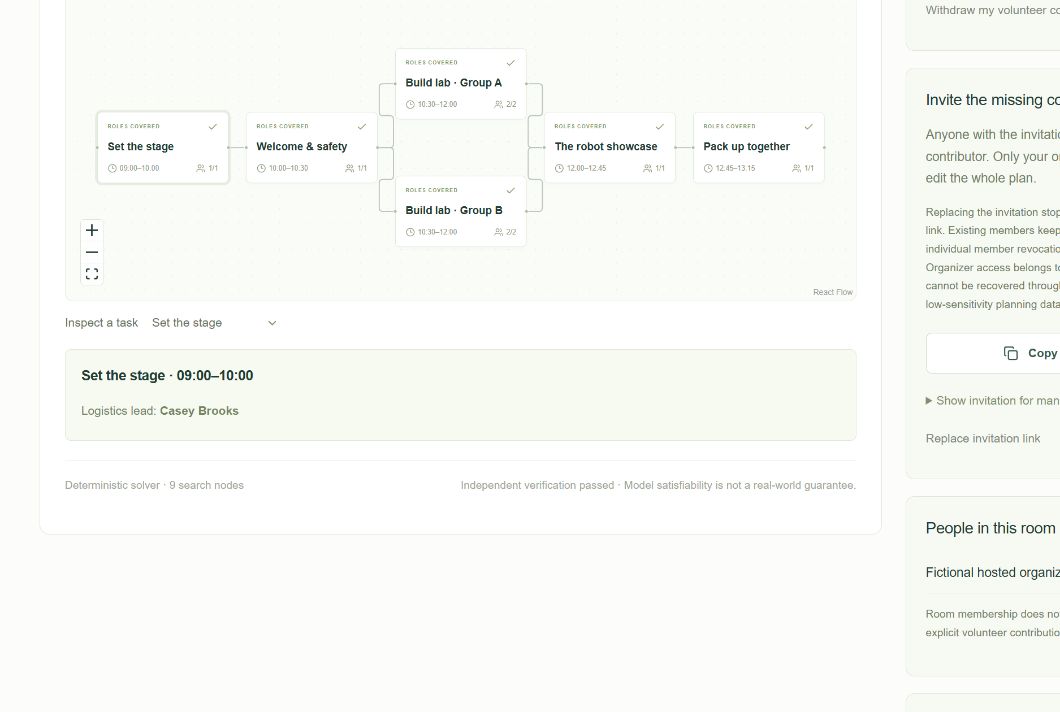 ROLES COVERED
Build lab · Group A
10:30–12:00 2/2
ROLES COVERED
Set the stage
09:00–10:00 1/1
ROLES COVERED
Welcome & safety
10:00–10:30 1/1
ROLES COVERED
The robot showcase
12:00–12:45 1/1
ROLES COVERED
Pack up together
12:45–13:15 1/1
ROLES COVERED
Build lab · Group B
10:30–12:00 2/2
React Flow
Inspect a task Set the stage
Set the stage · 09:00–10:00
Logistics lead: Casey Brooks
Deterministic solver · 9 search nodes
Independent verification passed · Model satisfiability is not a real-world guarantee.
Withdraw my volunteer co
Invite the missing co
Anyone with the invitatio
contributor. Only your or
edit the whole plan.
Replacing the invitation stop
link. Existing members keep
individual member revocatio
Organizer access belongs to
cannot be recovered through
low-sensitivity planning data
Copy
Show invitation for man
Replace invitation link
People in this room
Fictional hosted organiz
Room membership does no
explicit volunteer contributio